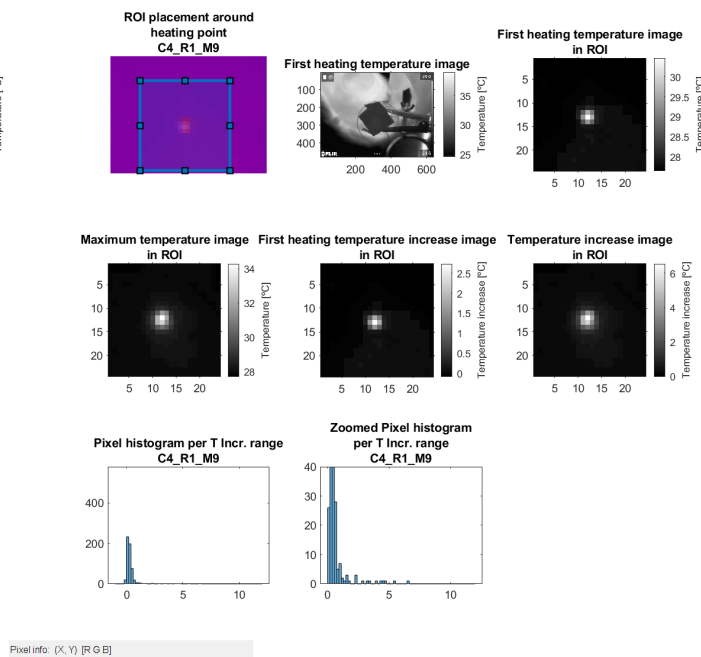 ROI placement around
heating point
C4_R1_M9
First heating temperature image
100
200
300
400
200 400 600
35
30
25
Temperature [ºC]
FLIR
First heating temperature image
in ROI
5
10
15
20
5 10 15 20
30
29.5
29
28.5
28
Temperature [ºC]
Maximum temperature image
in ROI
5
10
15
20
5 10 15 20
34
32
30
28
Temperature [ºC]
First heating temperature increase image
in ROI
5
10
15
20
5 10 15 20
2.5
2
1.5
1
0.5
0
Temperature increase [ºC]
Temperature increase image
in ROI
5
10
15
20
5 10 15 20
6
4
2
0
Temperature increase [ºC]
Pixel histogram per T Incr. range
C4_R1_M9
400
200
0
0 5 10
Zoomed Pixel histogram
per T Incr. range
C4_R1_M9
40
30
20
10
0
0 5 10
Pixel info: (X, Y) [R G B]